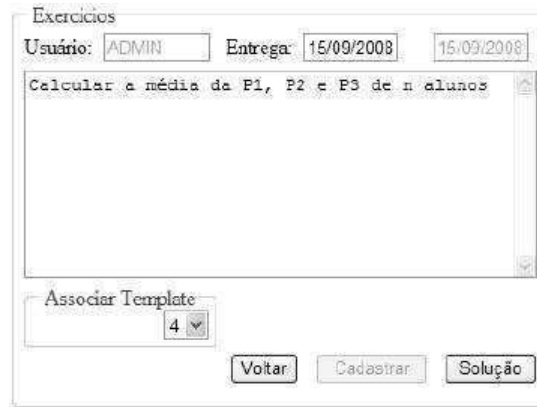 Exercícios
Usuário: ADMIN Entrega: 15/09/2008 15/09/2008
Calcular a média da P1, P2 e P3 de n alunos
Associar Template
4
Voltar Cadastrar Solução